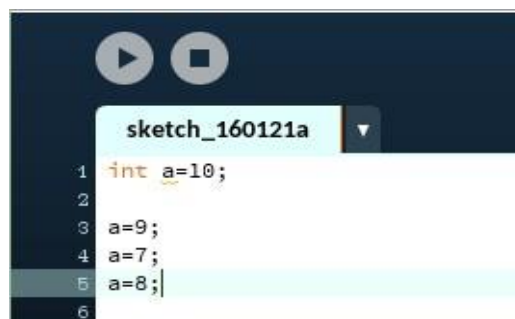 sketch_160121a ▼
1 int a=10;
2
3 a=9;
4 a=7;
5 a=8;
6